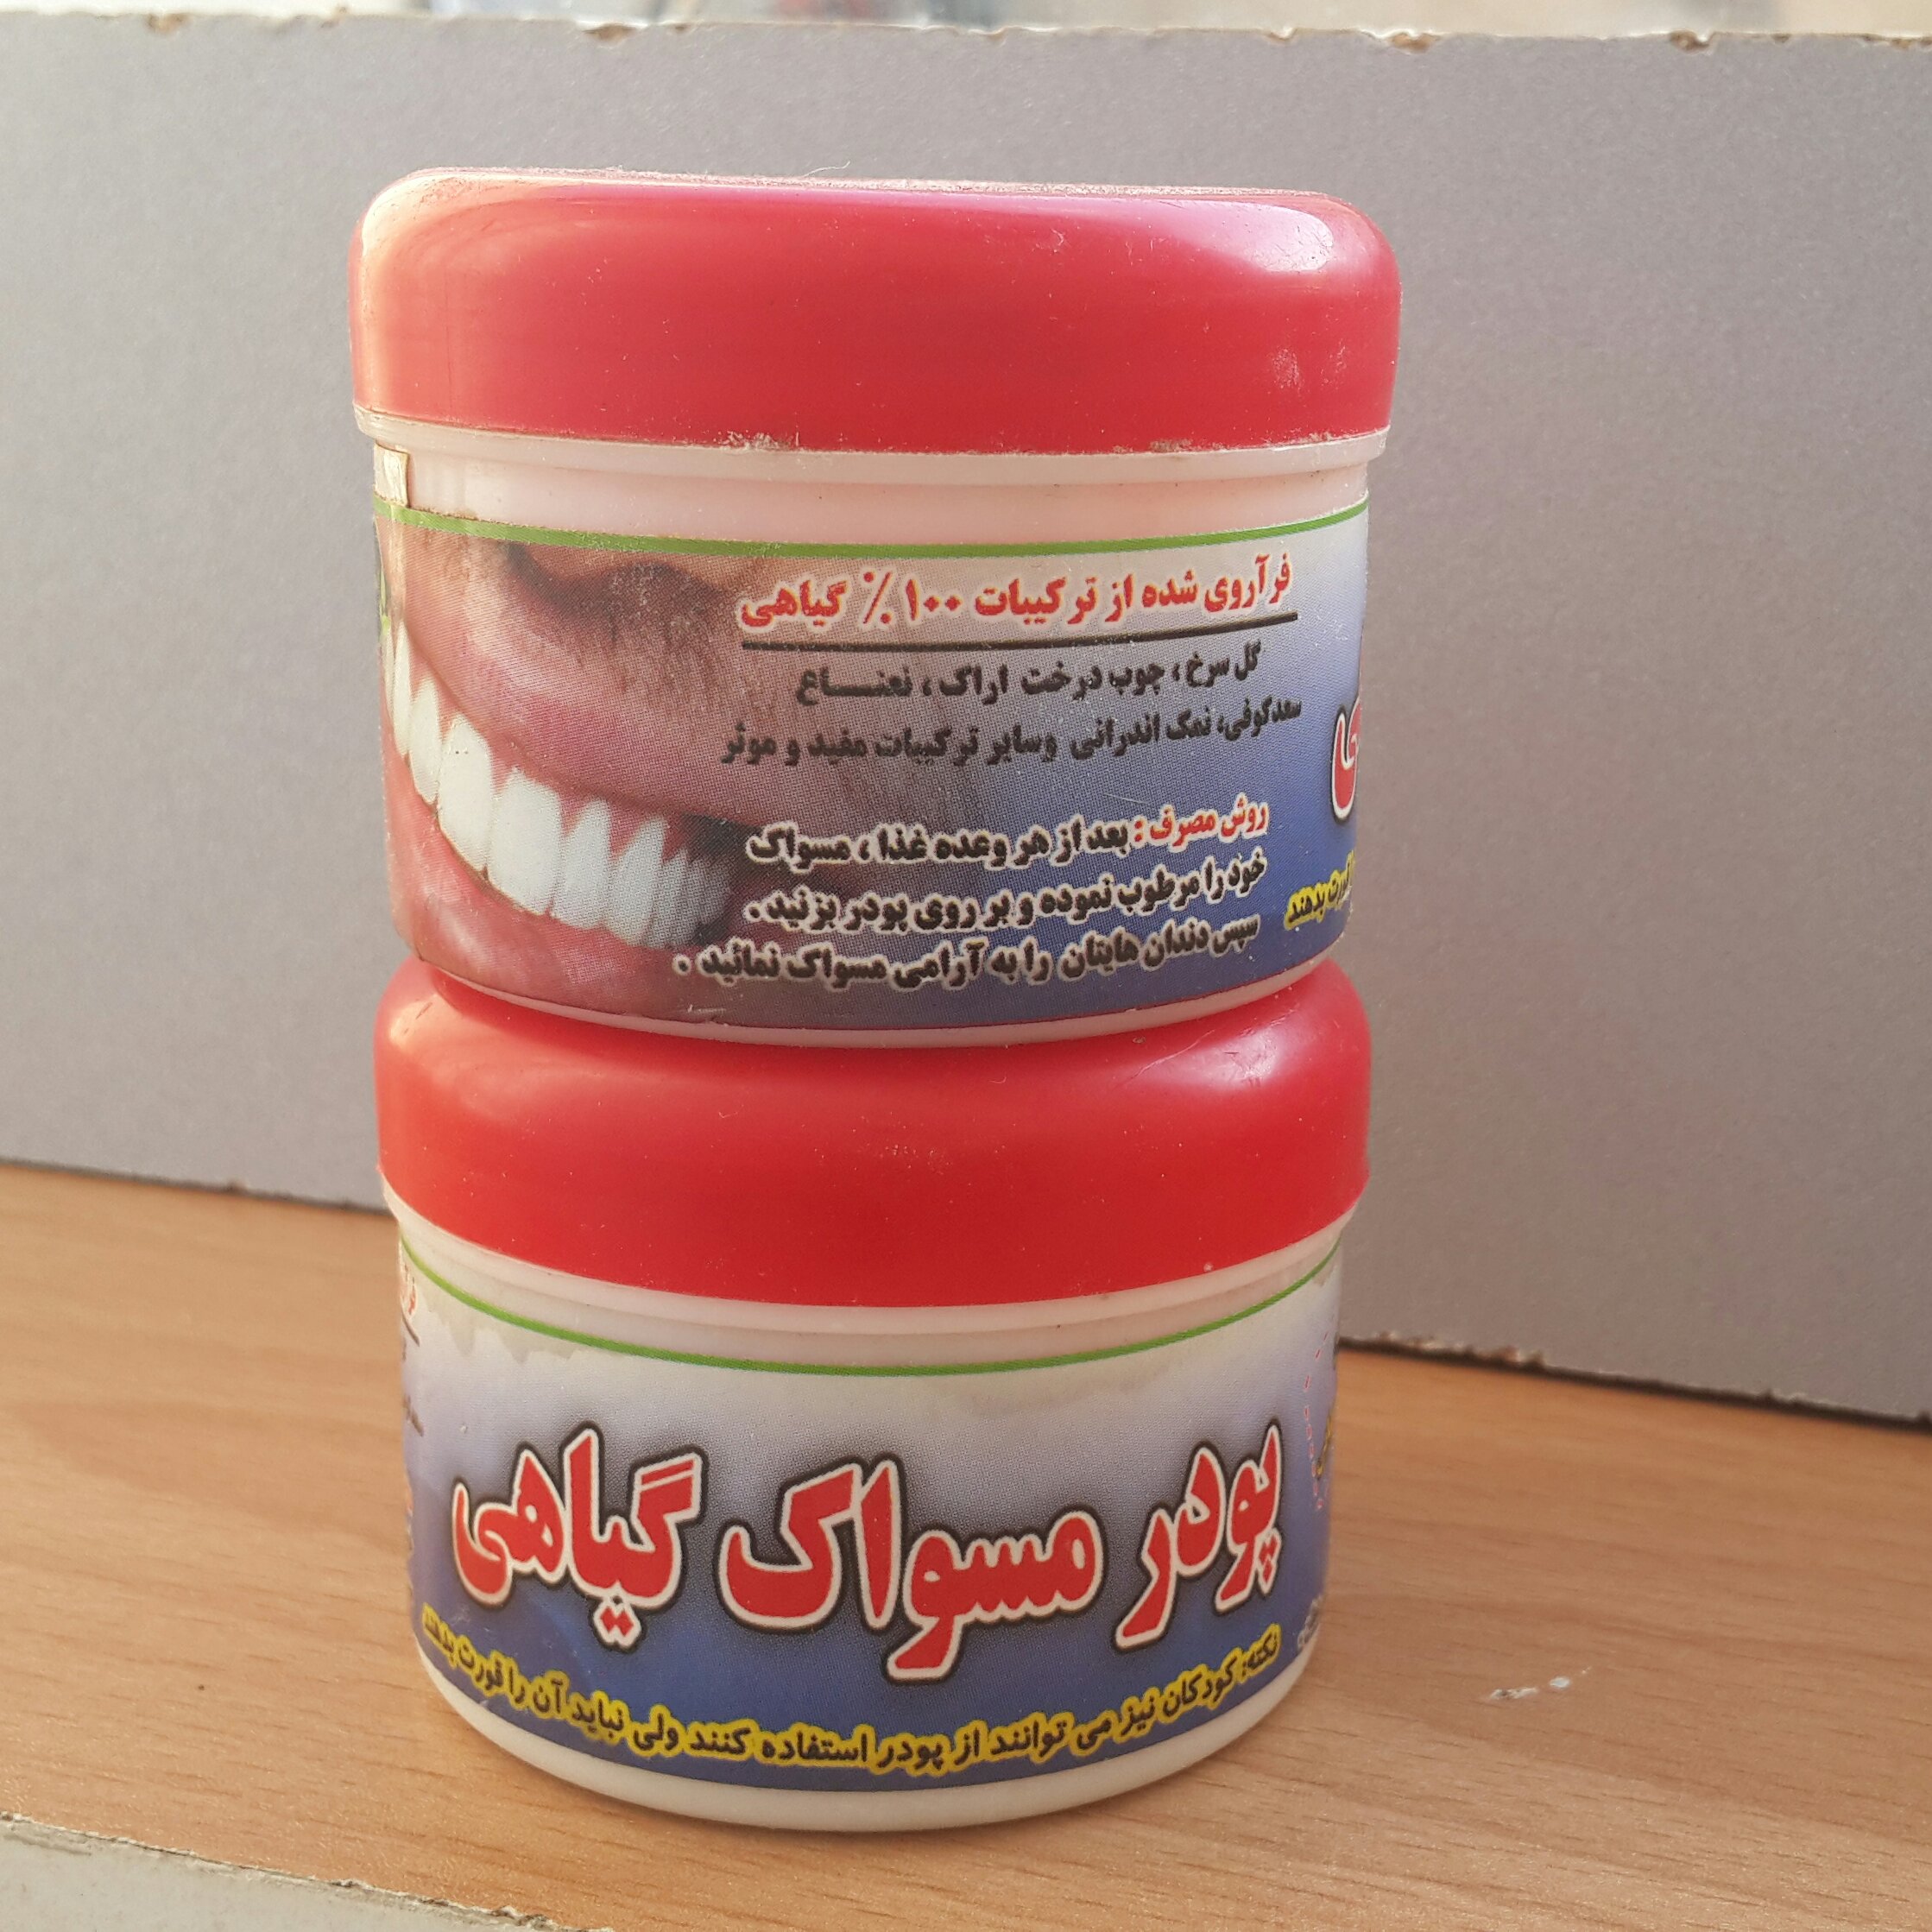 فرآروی شده از ترکیبات ۱۰۰٪ گیاهی
گل سرخ ، چوب درخت اراک ، نعنــاع
سعدکوفی، نمک اندرانی وسایر ترکیبات مفید و موثر
روش مصرف : بعد از هر وعده غذا ، مسواک
خود را مرطوب نموده و بر روی پودر بزنید .
سپس دندان هایتان را به آرامی مسواک نمائید .
بدهند
پودر مسواک گیاهی
نکته: کودکان نیز می توانند از پودر استفاده کنند ولی نباید آن را قورت بدهند